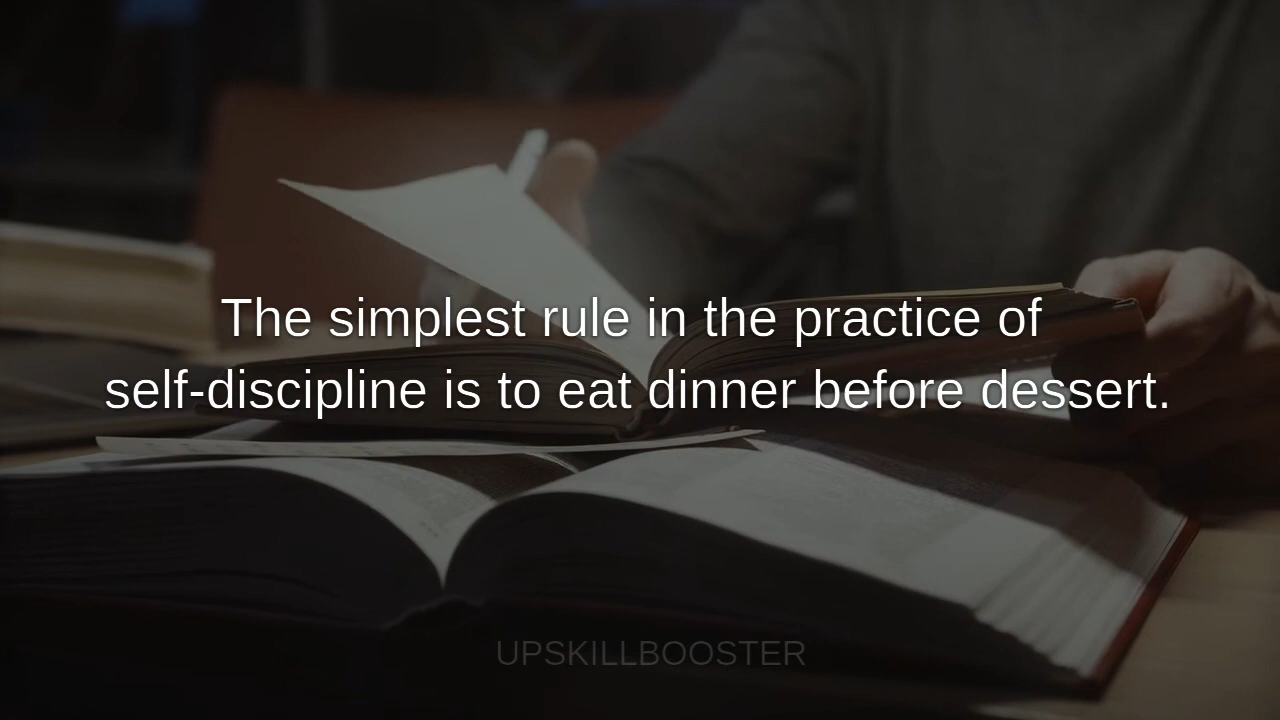 The simplest rule in the practice of
self-discipline is to eat dinner before dessert.
UPSKILLBOOSTER